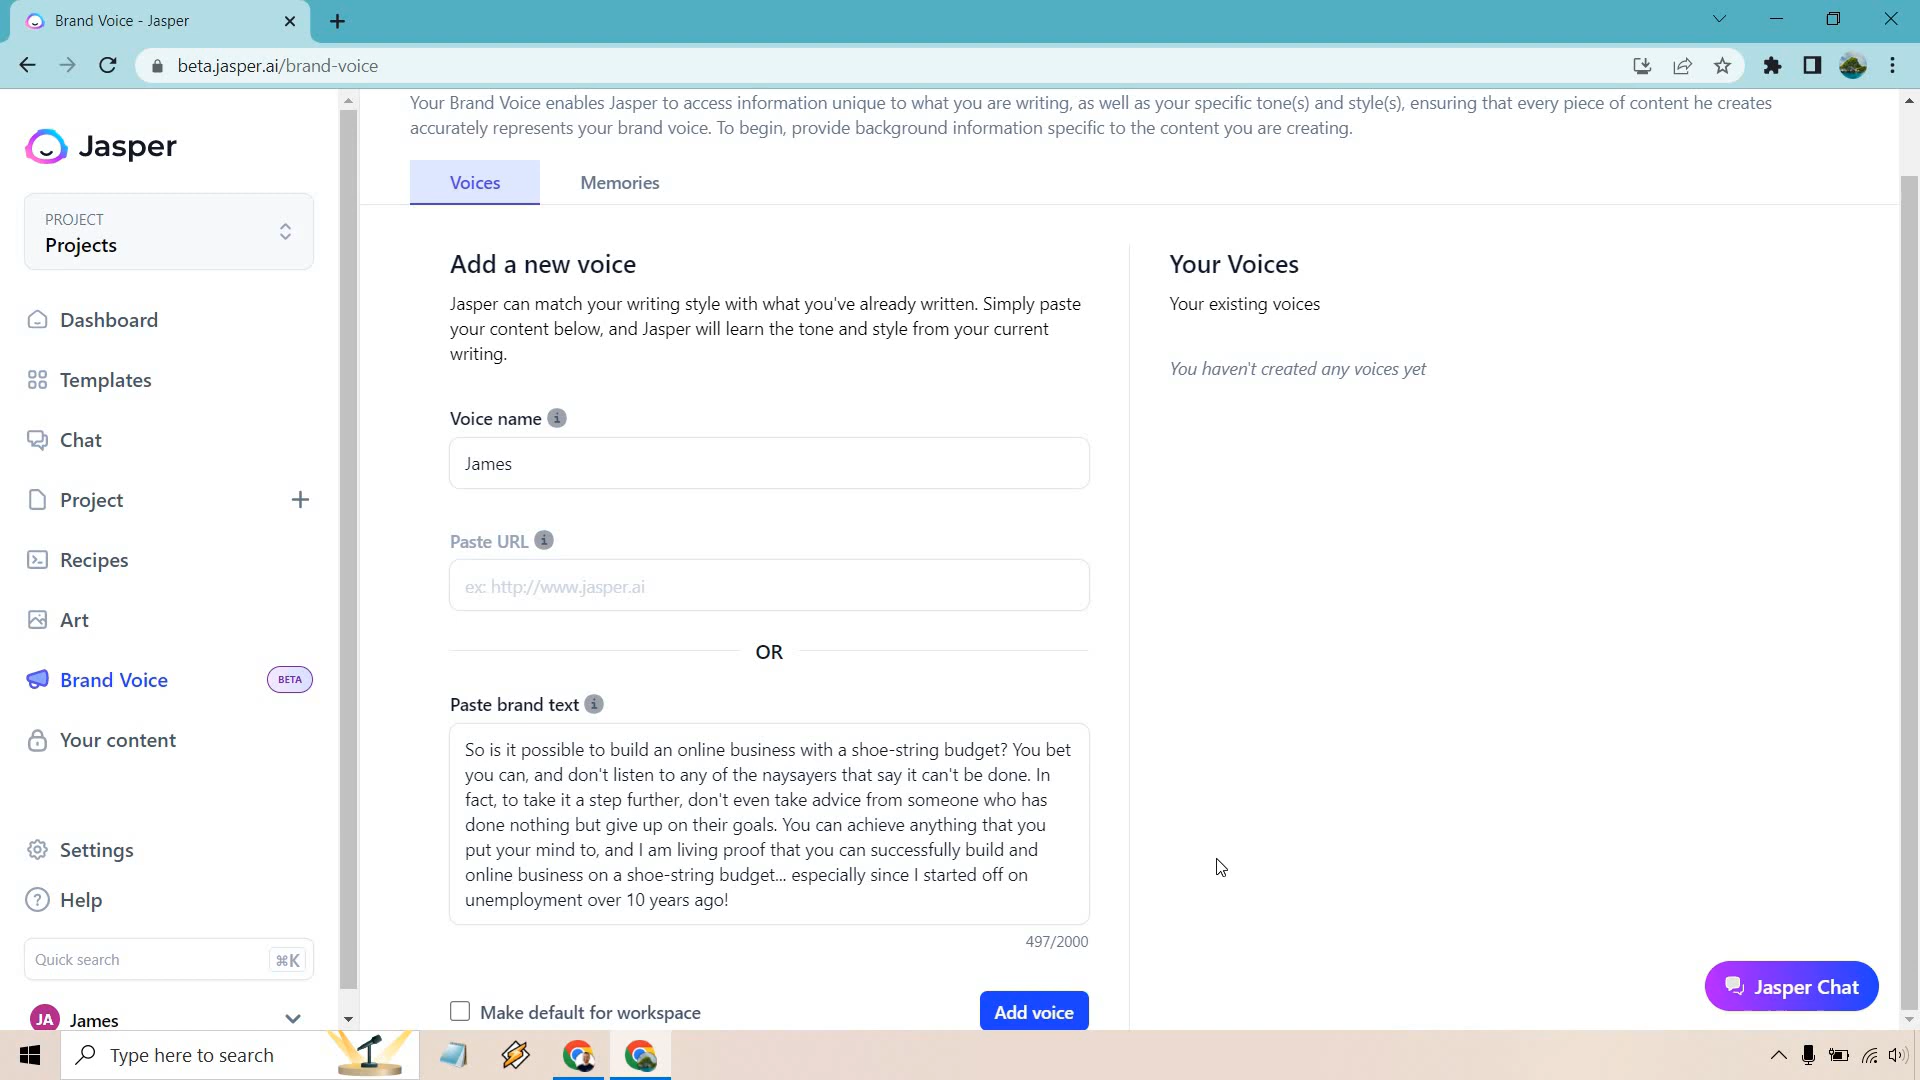 Brand Voice - Jasper
beta.jasper.ai/brand-voice
Jasper
PROJECT
Projects
Dashboard
Templates
Chat
Project
Recipes
Art
Brand Voice
BETA
Your content
Settings
Help
Quick search
⌘K
JA
James
Your Brand Voice enables Jasper to access information unique to what you are writing, as well as your specific tone(s) and style(s), ensuring that every piece of content he creates
accurately represents your brand voice. To begin, provide background information specific to the content you are creating.
Voices
Memories
Add a new voice
Jasper can match your writing style with what you've already written. Simply paste
your content below, and Jasper will learn the tone and style from your current
writing.
Voice name
James
Paste URL
ex: http://www.jasper.ai
OR
Paste brand text
So is it possible to build an online business with a shoe-string budget? You bet
you can, and don't listen to any of the naysayers that say it can't be done. In
fact, to take it a step further, don't even take advice from someone who has
done nothing but give up on their goals. You can achieve anything that you
put your mind to, and I am living proof that you can successfully build and
online business on a shoe-string budget... especially since I started off on
unemployment over 10 years ago!
497/2000
Make default for workspace
Add voice
Your Voices
Your existing voices
You haven't created any voices yet
Jasper Chat
Type here to search